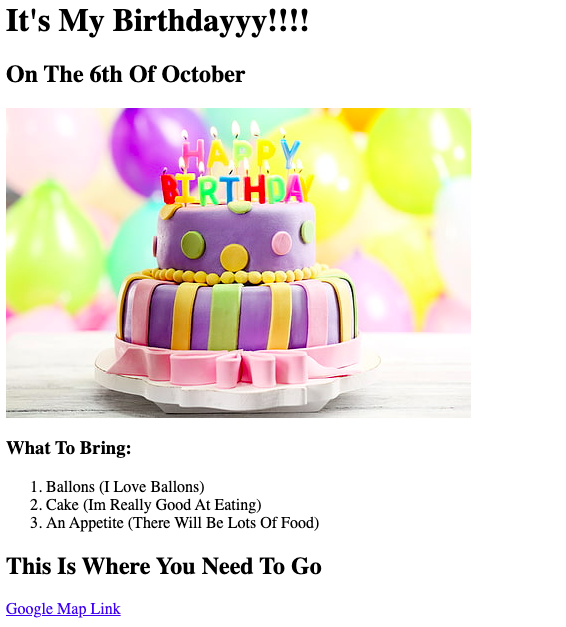 It's My Birthdayyy!!!!
On The 6th Of October
HAPPY
BIRTHDAY
What To Bring:
1. Ballons (I Love Ballons)
2. Cake (Im Really Good At Eating)
3. An Appetite (There Will Be Lots Of Food)
This Is Where You Need To Go
Google Map Link